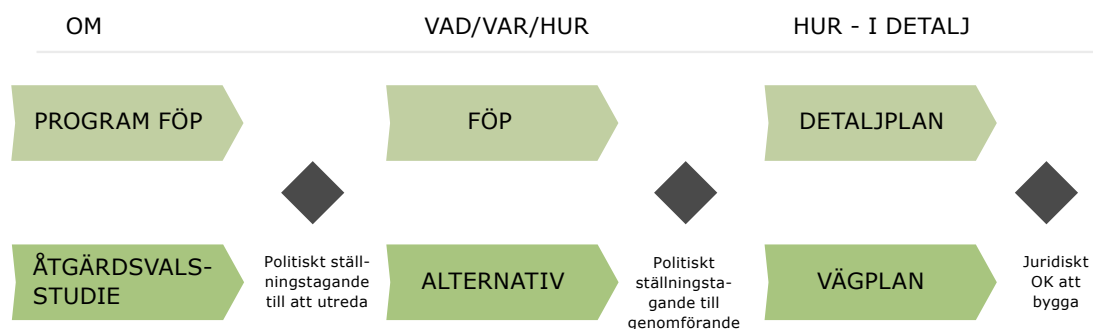 OM
VAD/VAR/HUR
HUR - I DETALJ
PROGRAM FÖP
FÖP
DETALJPLAN
ÅTGÄRDSVALS-
STUDIE
Politiskt ställ-
ningstagande
till att utreda
ALTERNATIV
Politiskt
ställningsta-
gande till
genomförande
VÄGPLAN
Juridiskt
OK att
bygga